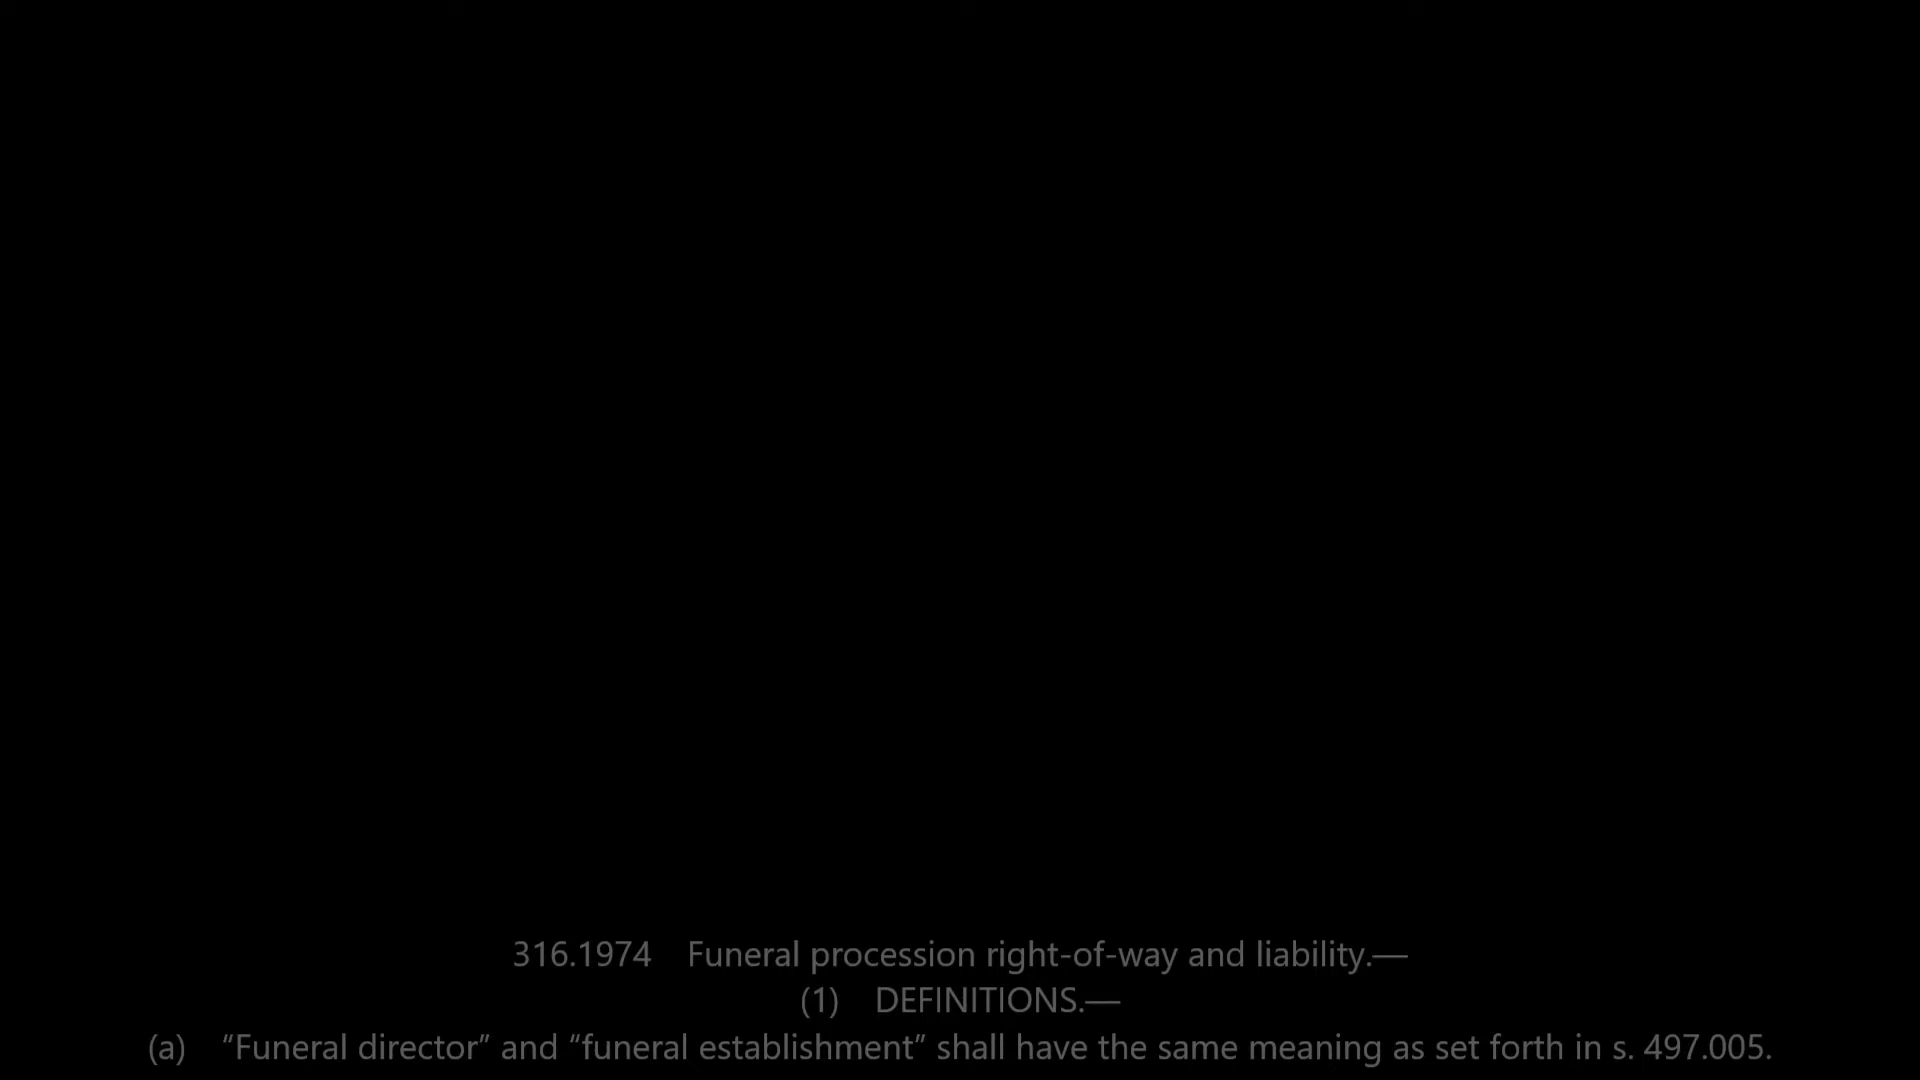 316.1974 Funeral procession right-of-way and liability.—
(1) DEFINITIONS.—
(a) “Funeral director” and “funeral establishment” shall have the same meaning as set forth in s. 497.005.